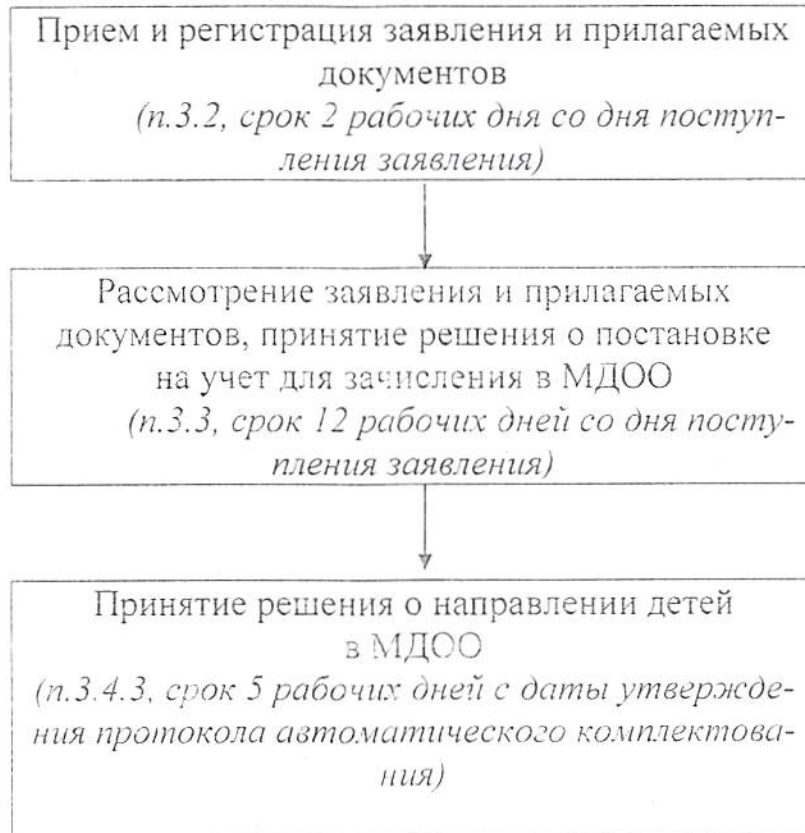 Прием и регистрация заявления и прилагаемых
документов
(п.3.2, срок 2 рабочих дня со дня поступ-
ления заявления)
Рассмотрение заявления и прилагаемых
документов, принятие решения о постановке
на учет для зачисления в МДОО
(п.3.3, срок 12 рабочих дней со дня посту-
пления заявления)
Принятие решения о направлении детей
в МДОО
(п.3.4.3, срок 5 рабочих дней с даты утвержде-
ния протокола автоматического комплектова-
ния)